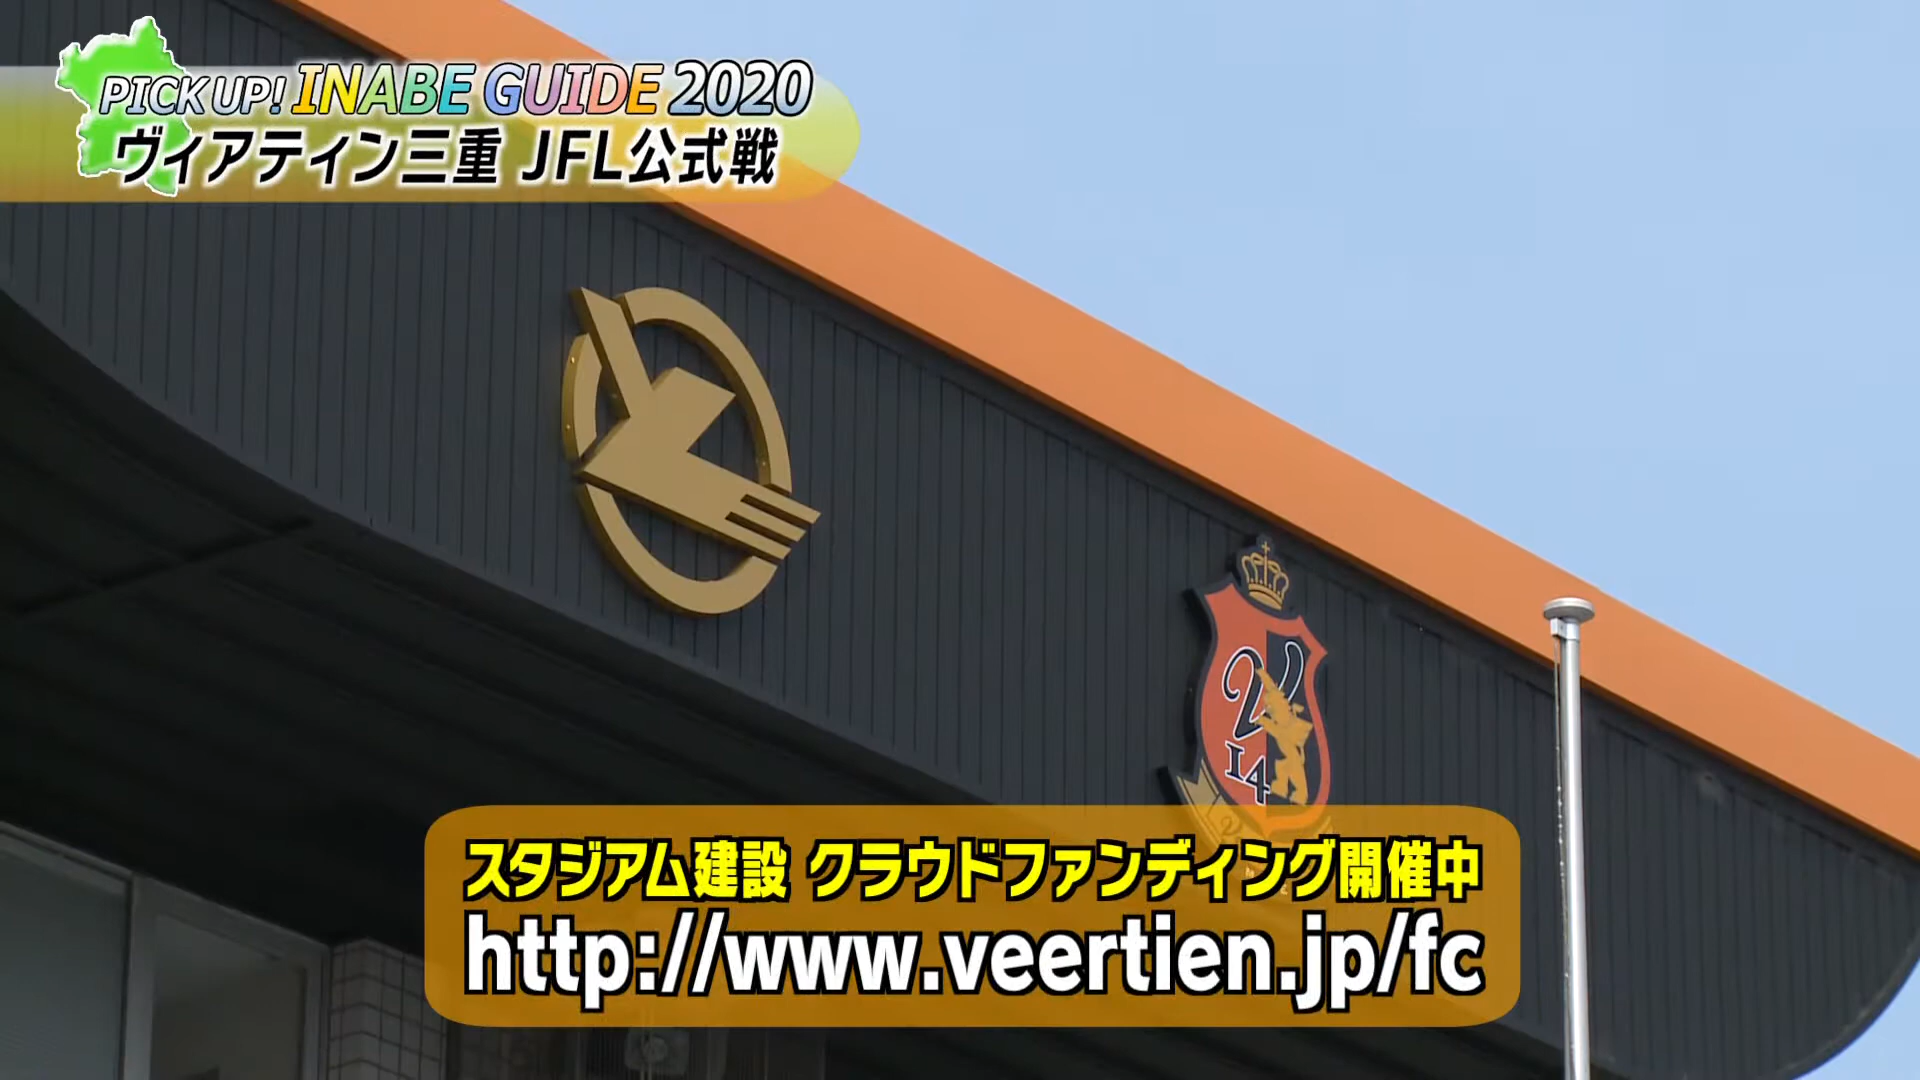 PICK UP! INABE GUIDE 2020
ヴィアティン三重 JFL公式戦
V
14
スタジアム建設 クラウドファンディング開催中
http://www.veertien.jp/fc